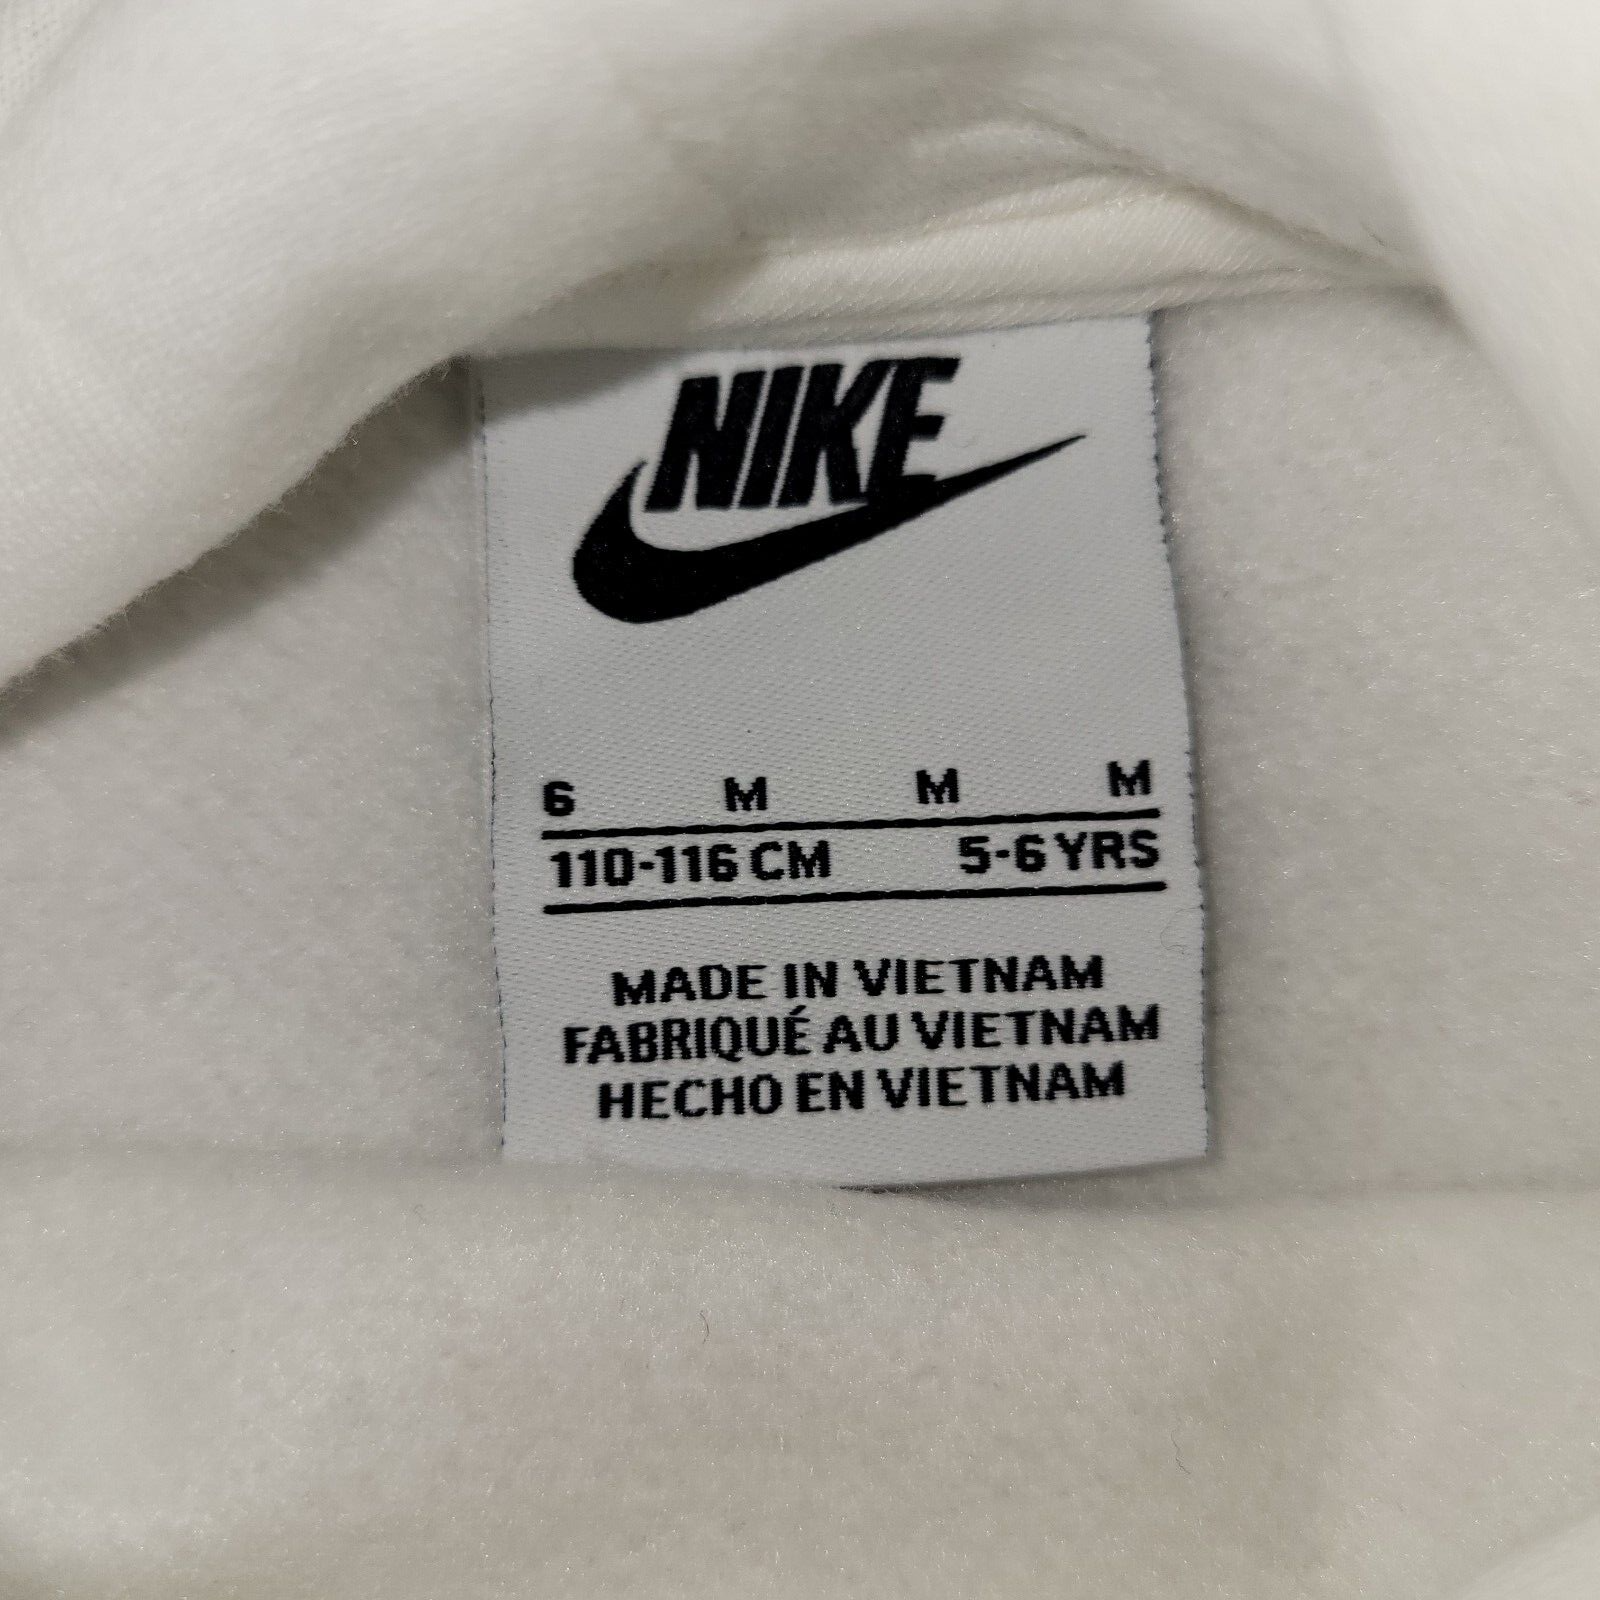 NIKE
6 M M M
110-116 CM 5-6 YRS
MADE IN VIETNAM
FABRIQUÉ AU VIETNAM
HECHO EN VIETNAM